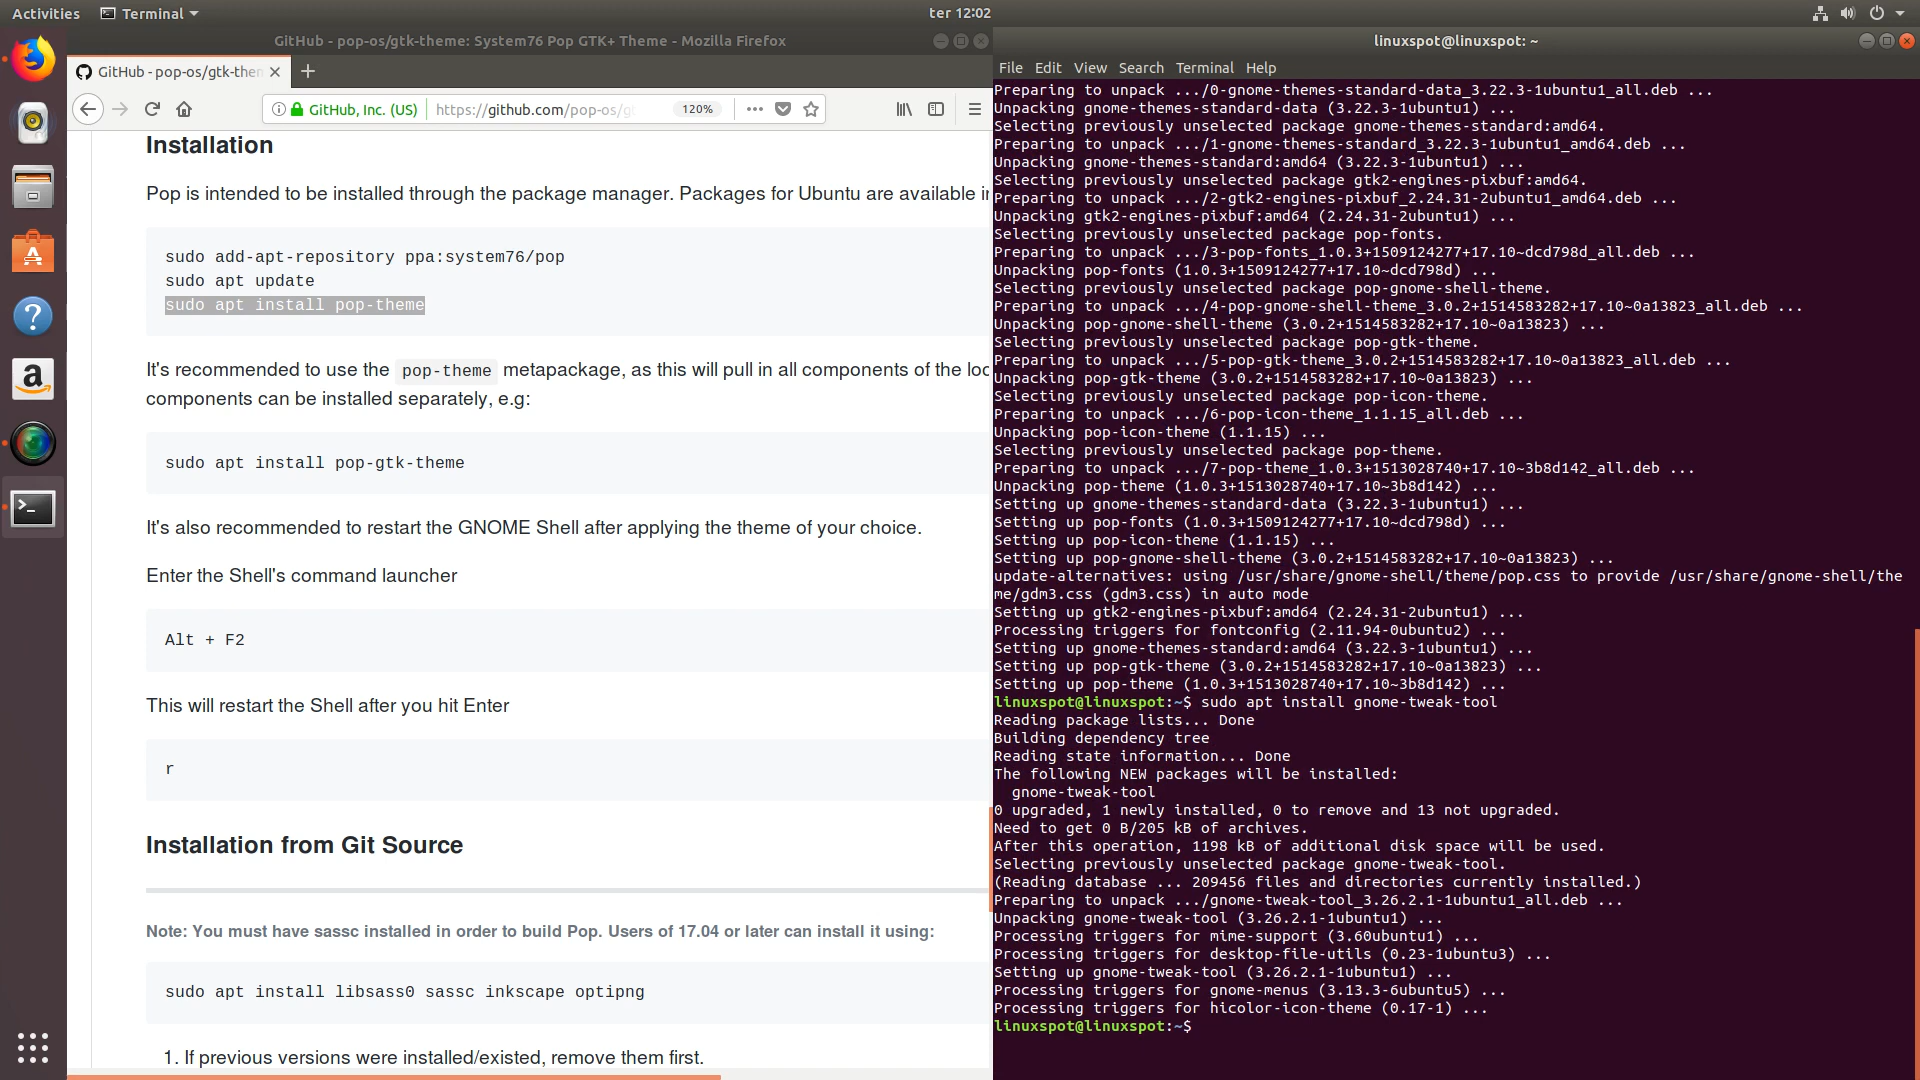 Activities
Terminal
ter 12:02
GitHub - pop-os/gtk-theme: System76 Pop GTK+ Theme - Mozilla Firefox
GitHub - pop-os/gtk-them
GitHub, Inc. (US)
https://github.com/pop-os/g
120%
Installation
Pop is intended to be installed through the package manager. Packages for Ubuntu are available in
sudo add-apt-repository ppa:system76/pop
sudo apt update
sudo apt install pop-theme
It's recommended to use the pop-theme metapackage, as this will pull in all components of the loc
components can be installed separately, e.g:
sudo apt install pop-gtk-theme
It's also recommended to restart the GNOME Shell after applying the theme of your choice.
Enter the Shell's command launcher
Alt + F2
This will restart the Shell after you hit Enter
r
Installation from Git Source
Note: You must have sassc installed in order to build Pop. Users of 17.04 or later can install it using:
sudo apt install libsass0 sassc inkscape optipng
1. If previous versions were installed/existed, remove them first.
linuxspot@linuxspot: ~
File Edit View Search Terminal Help
Preparing to unpack .../0-gnome-themes-standard-data_3.22.3-1ubuntu1_all.deb ...
Unpacking gnome-themes-standard-data (3.22.3-1ubuntu1) ...
Selecting previously unselected package gnome-themes-standard:amd64.
Preparing to unpack .../1-gnome-themes-standard_3.22.3-1ubuntu1_amd64.deb ...
Unpacking gnome-themes-standard:amd64 (3.22.3-1ubuntu1) ...
Selecting previously unselected package gtk2-engines-pixbuf:amd64.
Preparing to unpack .../2-gtk2-engines-pixbuf_2.24.31-2ubuntu1_amd64.deb ...
Unpacking gtk2-engines-pixbuf:amd64 (2.24.31-2ubuntu1) ...
Selecting previously unselected package pop-fonts.
Preparing to unpack .../3-pop-fonts_1.0.3+1509124277+17.10~dcd798d_all.deb ...
Unpacking pop-fonts (1.0.3+1509124277+17.10~dcd798d) ...
Selecting previously unselected package pop-gnome-shell-theme.
Preparing to unpack .../4-pop-gnome-shell-theme_3.0.2+1514583282+17.10~0a13823_all.deb ...
Unpacking pop-gnome-shell-theme (3.0.2+1514583282+17.10~0a13823) ...
Selecting previously unselected package pop-gtk-theme.
Preparing to unpack .../5-pop-gtk-theme_3.0.2+1514583282+17.10~0a13823_all.deb ...
Unpacking pop-gtk-theme (3.0.2+1514583282+17.10~0a13823) ...
Selecting previously unselected package pop-icon-theme.
Preparing to unpack .../6-pop-icon-theme_1.1.15_all.deb ...
Unpacking pop-icon-theme (1.1.15) ...
Selecting previously unselected package pop-theme.
Preparing to unpack .../7-pop-theme_1.0.3+1513028740+17.10~3b8d142_all.deb ...
Unpacking pop-theme (1.0.3+1513028740+17.10~3b8d142) ...
Setting up gnome-themes-standard-data (3.22.3-1ubuntu1) ...
Setting up pop-fonts (1.0.3+1509124277+17.10~dcd798d) ...
Setting up pop-icon-theme (1.1.15) ...
Setting up pop-gnome-shell-theme (3.0.2+1514583282+17.10~0a13823) ...
update-alternatives: using /usr/share/gnome-shell/theme/pop.css to provide /usr/share/gnome-shell/the
me/gdm3.css (gdm3.css) in auto mode
Setting up gtk2-engines-pixbuf:amd64 (2.24.31-2ubuntu1) ...
Processing triggers for fontconfig (2.11.94-0ubuntu2) ...
Setting up gnome-themes-standard:amd64 (3.22.3-1ubuntu1) ...
Setting up pop-gtk-theme (3.0.2+1514583282+17.10~0a13823) ...
Setting up pop-theme (1.0.3+1513028740+17.10~3b8d142) ...
linuxspot@linuxspot:~$ sudo apt install gnome-tweak-tool
Reading package lists... Done
Building dependency tree
Reading state information... Done
The following NEW packages will be installed:
gnome-tweak-tool
0 upgraded, 1 newly installed, 0 to remove and 13 not upgraded.
Need to get 0 B/205 kB of archives.
After this operation, 1198 kB of additional disk space will be used.
Selecting previously unselected package gnome-tweak-tool.
(Reading database ... 209456 files and directories currently installed.)
Preparing to unpack .../gnome-tweak-tool_3.26.2.1-1ubuntu1_all.deb ...
Unpacking gnome-tweak-tool (3.26.2.1-1ubuntu1) ...
Processing triggers for mime-support (3.60ubuntu1) ...
Processing triggers for desktop-file-utils (0.23-1ubuntu3) ...
Setting up gnome-tweak-tool (3.26.2.1-1ubuntu1) ...
Processing triggers for gnome-menus (3.13.3-6ubuntu5) ...
Processing triggers for hicolor-icon-theme (0.17-1) ...
linuxspot@linuxspot:~$